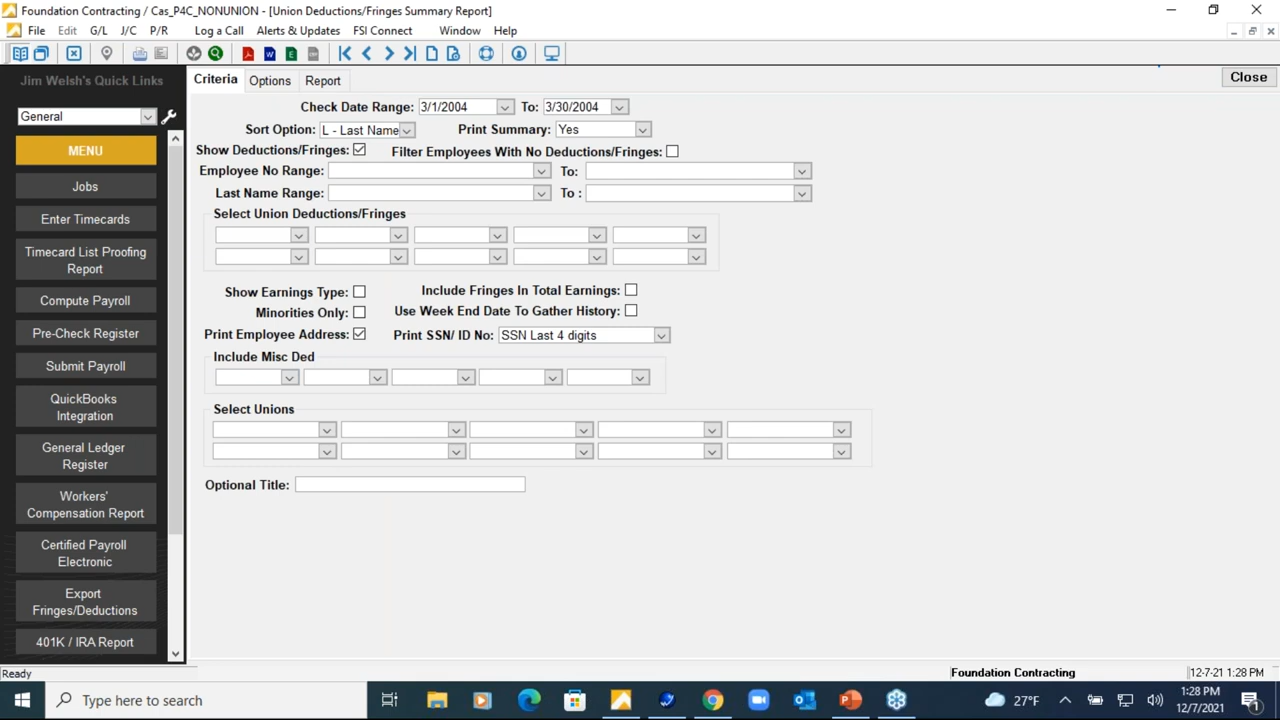 Foundation Contracting / Cas_P4C_NONUNION - [Union Deductions/Fringes Summary Report]
File Edit G/L J/C P/R Log a Call Alerts & Updates FSI Connect Window Help
Jim Welsh's Quick Links
General
MENU
Jobs
Enter Timecards
Timecard List Proofing
Report
Compute Payroll
Pre-Check Register
Submit Payroll
QuickBooks
Integration
General Ledger
Register
Workers'
Compensation Report
Certified Payroll
Electronic
Export
Fringes/Deductions
401K / IRA Report
Criteria Options Report Close
Check Date Range: 3/1/2004 To: 3/30/2004
Sort Option: L - Last Name Print Summary: Yes
Show Deductions/Fringes: Filter Employees With No Deductions/Fringes:
Employee No Range: To:
Last Name Range: To :
Select Union Deductions/Fringes
Show Earnings Type: Include Fringes In Total Earnings:
Minorities Only: Use Week End Date To Gather History:
Print Employee Address: Print SSN/ ID No: SSN Last 4 digits
Include Misc Ded
Select Unions
Optional Title:
Ready Foundation Contracting 12-7-21 1:28 PM
Type here to search 27°F 1:28 PM
12/7/2021 1